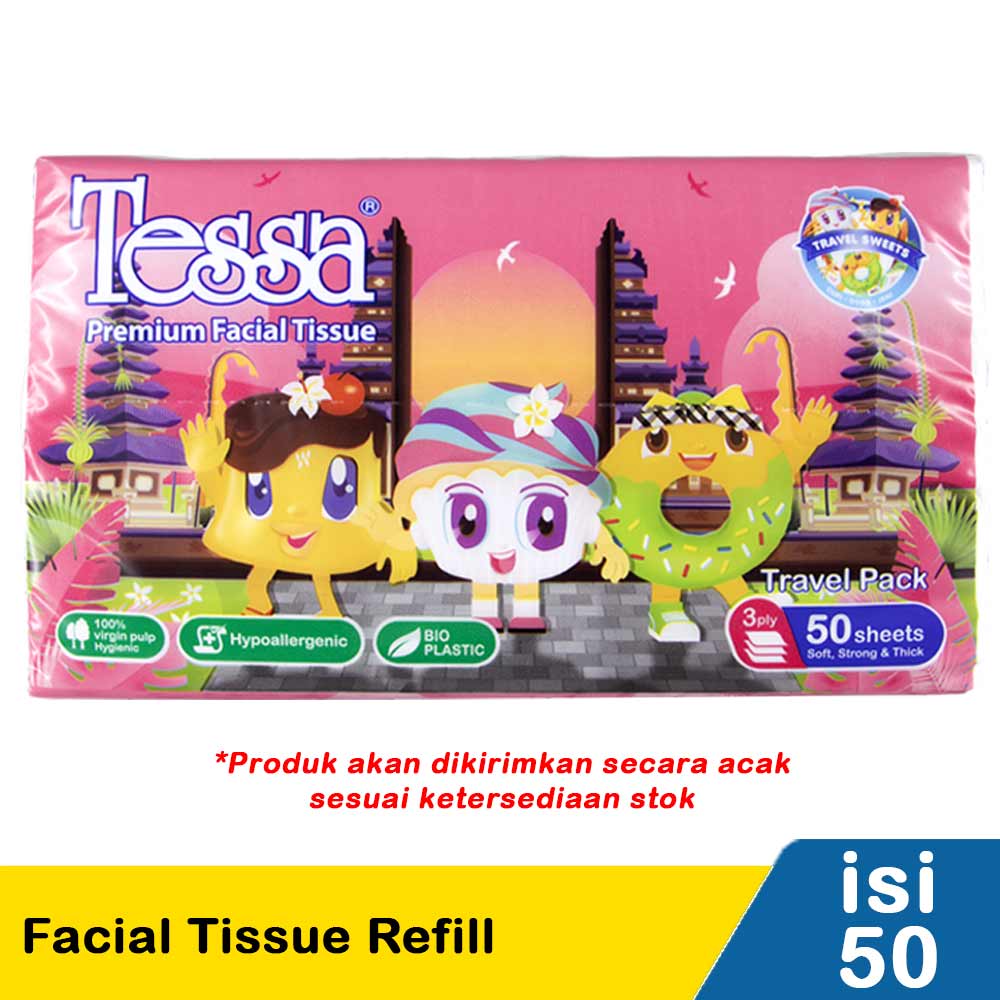 Tessa®
Premium Facial Tissue
TRAVEL SWEETS
100%
virgin pulp
Hygienic
Hypoallergenic
BIO
PLASTIC
Travel Pack
3ply
50 sheets
Soft, Strong & Thick
*Produk akan dikirimkan secara acak
sesuai ketersediaan stok
Facial Tissue Refill
isi
50